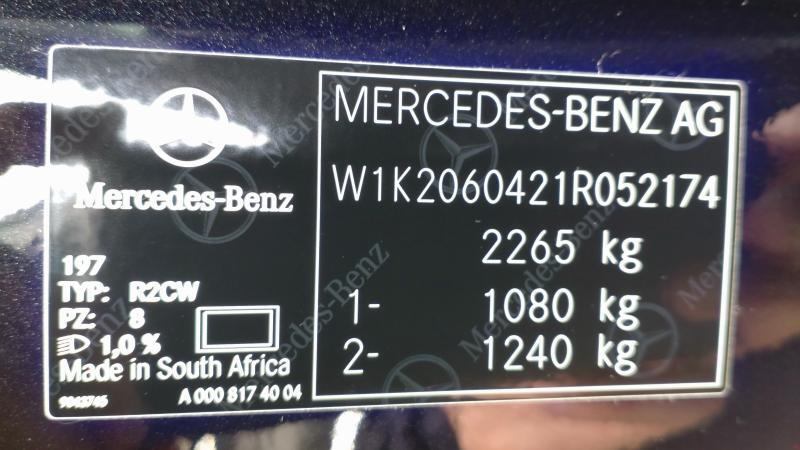 Mercedes-Benz
197
TYP: R2CW
PZ: 8
1,0 %
Made in South Africa
9043745
A 000 817 40 04
MERCEDES-BENZ AG
W1K2060421R052174
2265 kg
1- 1080 kg
2- 1240 kg